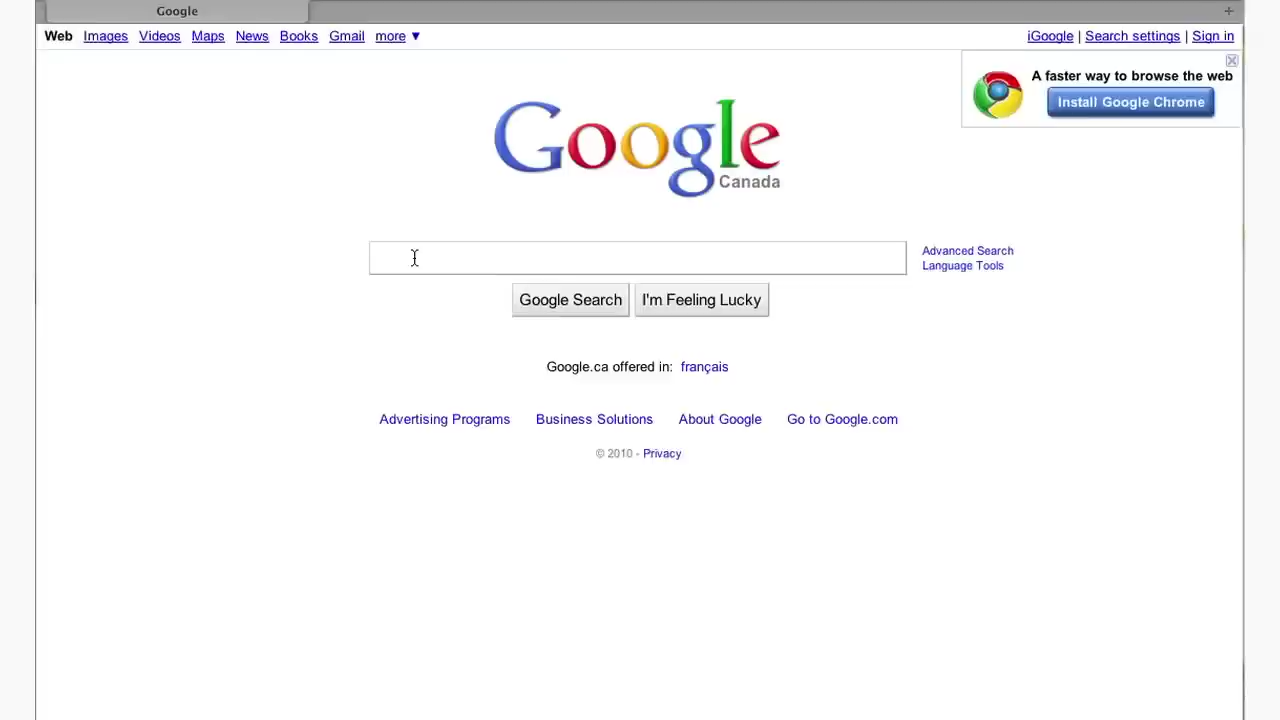 Google +
Web Images Videos Maps News Books Gmail more ▼ iGoogle | Search settings | Sign in
A faster way to browse the web
Install Google Chrome
Google
Canada
Advanced Search
Language Tools
Google Search I'm Feeling Lucky
Google.ca offered in: français
Advertising Programs Business Solutions About Google Go to Google.com
© 2010 - Privacy